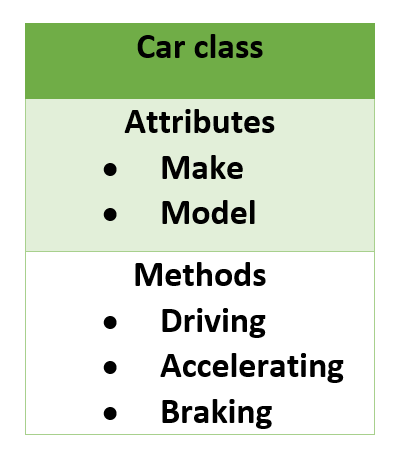 Car class
Attributes
• Make
• Model
Methods
• Driving
• Accelerating
• Braking